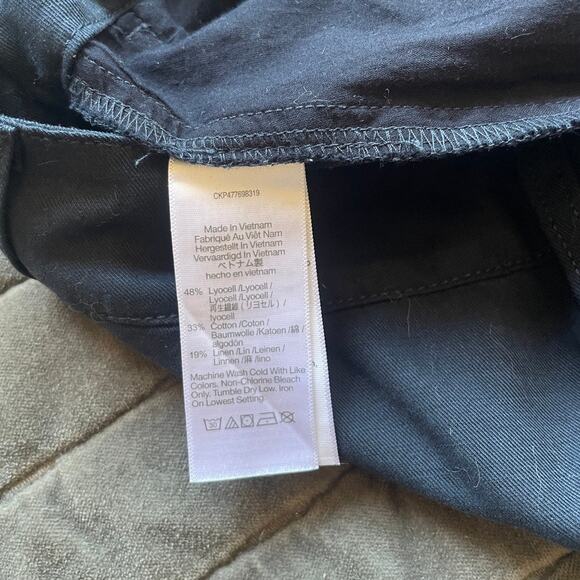 CKP477698319
Made In Vietnam
Fabriqué Au Viêt Nam
Hergestellt In Vietnam
Vervaardigd In Vietnam
ベトナム製
hecho en vietnam
48% Lyocell /Lyocell /
Lyocell /Lyocell /
再生繊維 (リヨセル) /
lyocell
33% Cotton /Coton /
Baumwolle /Katoen /綿 /
algodón
19% Linen /Lin /Leinen /
Linnen /麻 /lino
Machine Wash Cold With Like
Colors. Non-Chlorine Bleach
Only. Tumble Dry Low. Iron
On Lowest Setting.
30